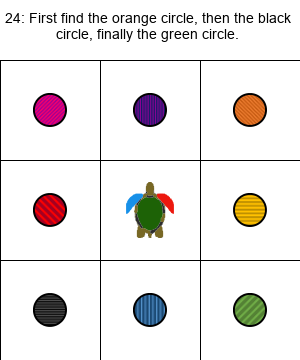 24: First find the orange circle, then the black
circle, finally the green circle.